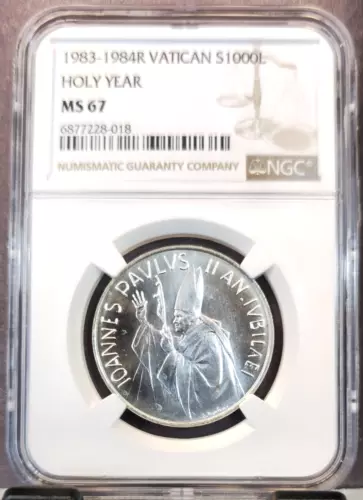 1983-1984R VATICAN S1000L
HOLY YEAR
MS 67
6877228-018
NUMISMATIC GUARANTY COMPANY
NGC®
IOANNES PAVLVS II AN. IVBILAEI